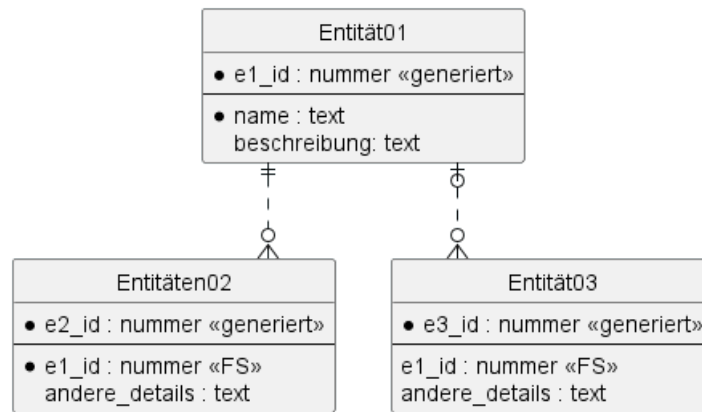 Entität01
e1_id : nummer «generiert»
name : text
beschreibung: text
Entitäten02
e2_id : nummer «generiert»
e1_id : nummer «FS»
andere_details : text
Entität03
e3_id : nummer «generiert»
e1_id : nummer «FS»
andere_details : text